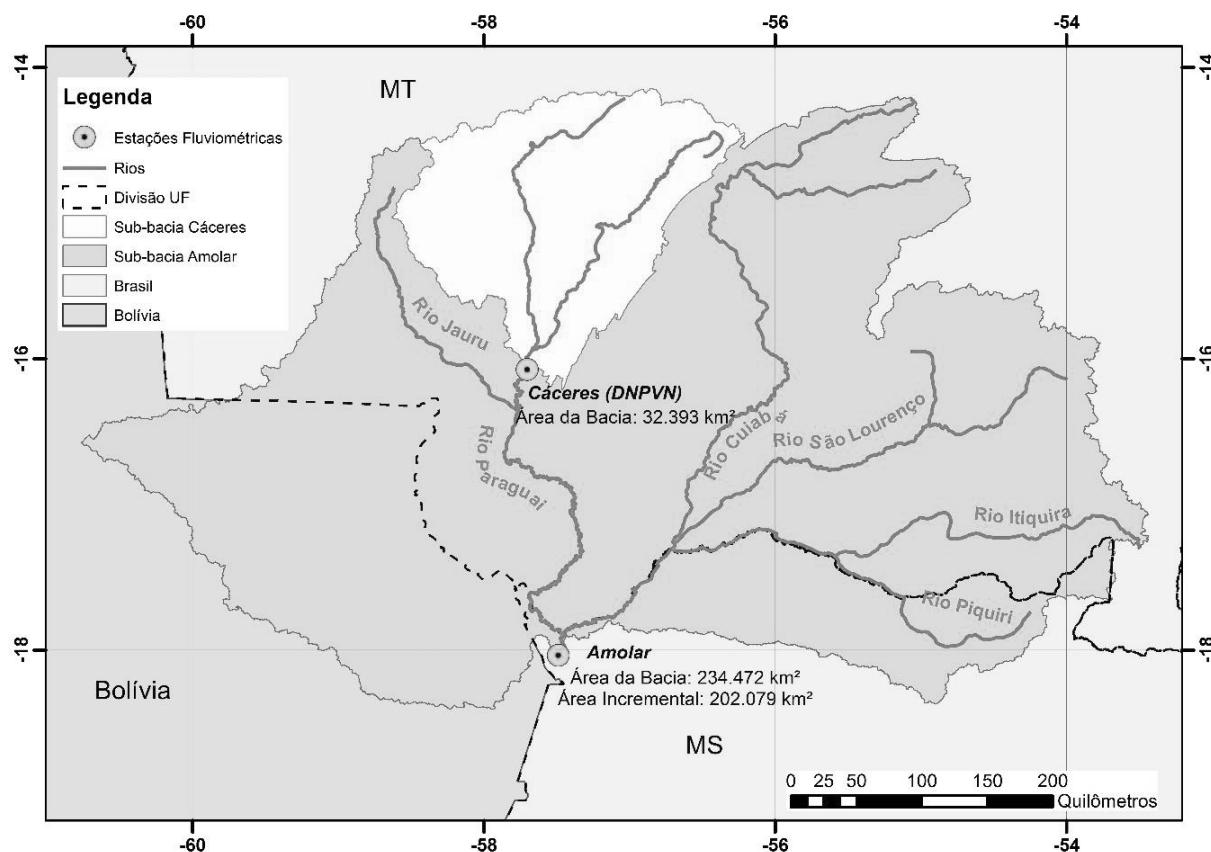 -60 -58 -56 -54
-14 -14
MT
Legenda
Estações Fluviométricas
Rios
Divisão UF
Sub-bacia Cáceres
Sub-bacia Amolar
Brasil
Bolívia
Rio Jauru
-16 -16
Cáceres (DNPVN)
Área da Bacia: 32.393 km²
Rio Cuiabá
Rio São Lourenço
Rio Paraguai
Rio Itiquira
Rio Piquiri
-18 -18
Amolar
Área da Bacia: 234.472 km²
Área Incremental: 202.079 km²
Bolívia
MS
0 25 50 100 150 200
Quilômetros
-60 -58 -56 -54